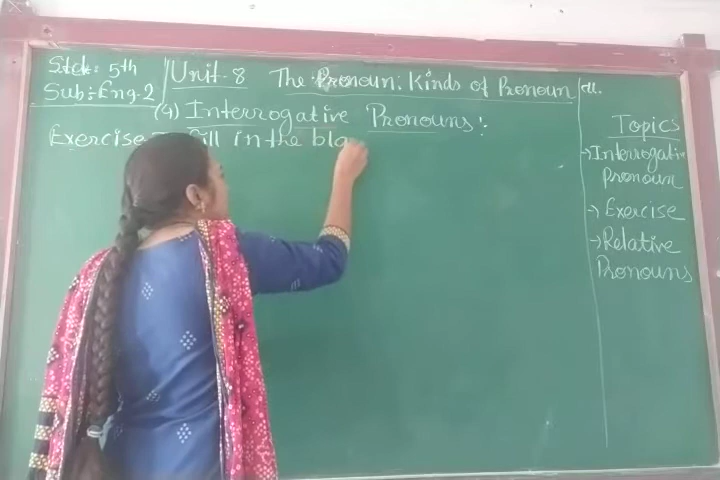 Std: 5th
Sub: Eng-2
Unit-8 The Pronoun: Kinds of Pronoun
(4) Interrogative Pronouns:
Exercise Fill in the bla
Topics
→ Interrogative
Pronoun
→ Exercise
→ Relative
Pronouns